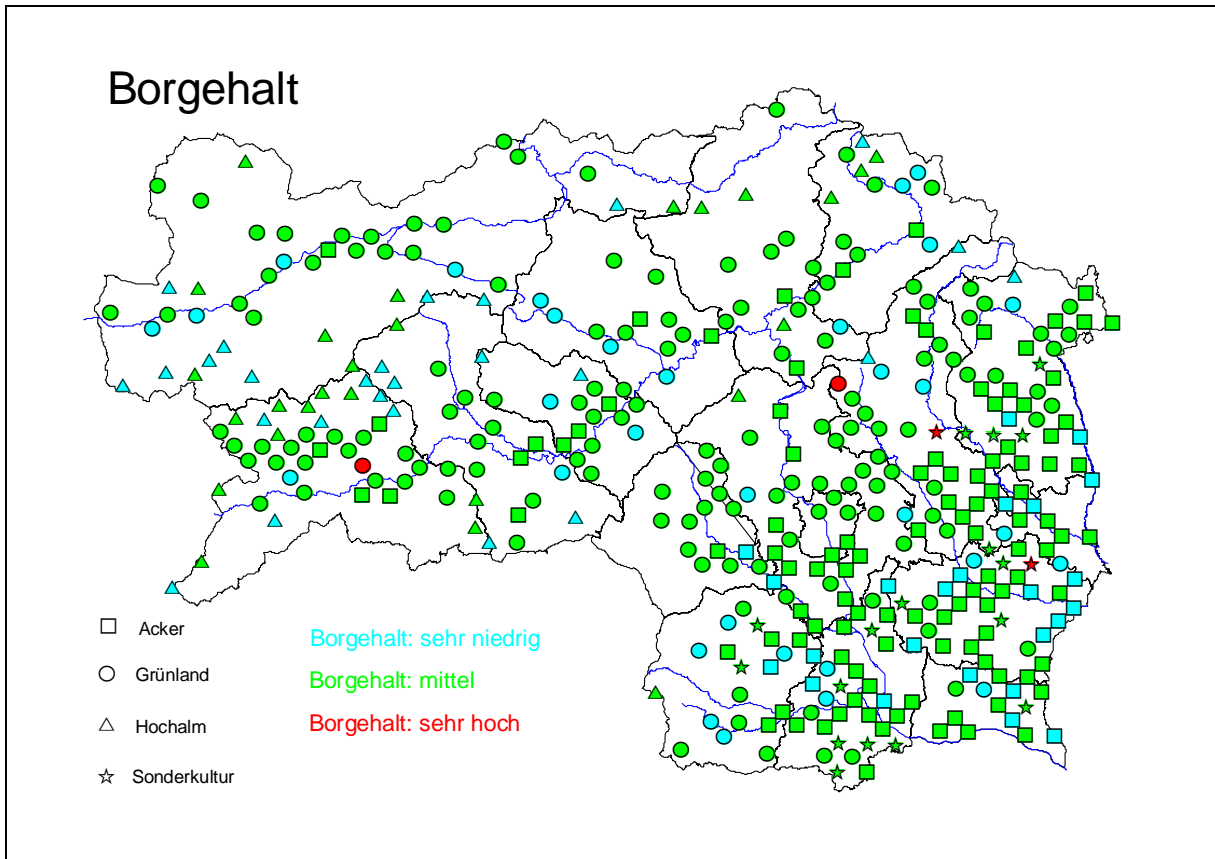 Borgehalt
Acker
Grünland
Hochalm
Sonderkultur
Borgehalt: sehr niedrig
Borgehalt: mittel
Borgehalt: sehr hoch